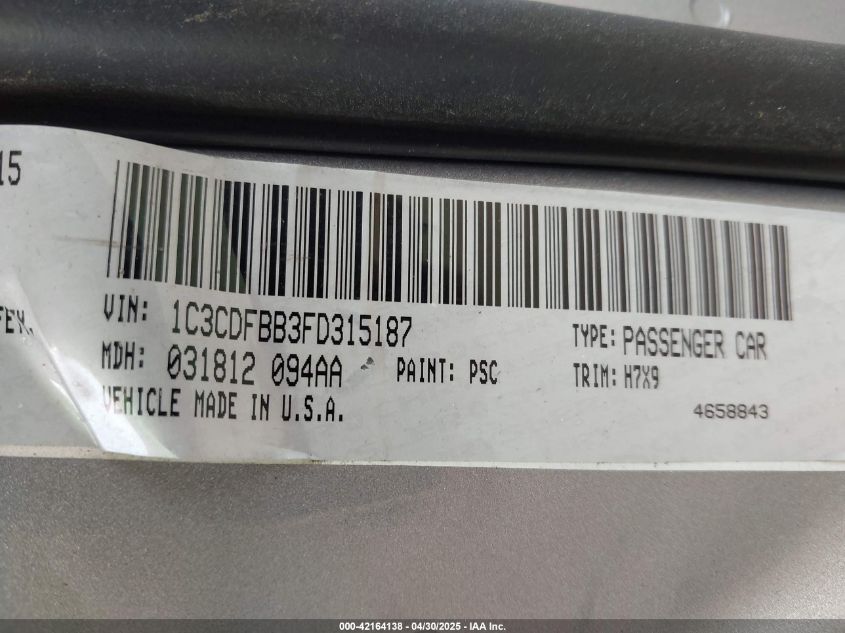 15
FEY.
VIN: 1C3CDFBB3FD315187
TYPE: PASSENGER CAR
MDH: 031812 094AA
PAINT: PSC
TRIM: H7X9
VEHICLE MADE IN U.S.A.
4658843
000-42164138 - 04/30/2025 - IAA Inc.